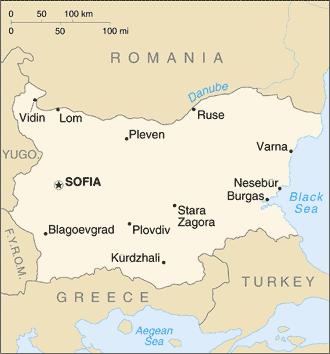 0 50 100 km
0 50 100 mi
ROMANIA
Danube
Vidin
Lom
Ruse
Pleven
Varna
YUGO.
SOFIA
Nesebŭr
Burgas
Black
Sea
Stara
Zagora
F.Y.R.O.M.
Blagoevgrad
Plovdiv
Kurdzhali
TURKEY
GREECE
Aegean
Sea